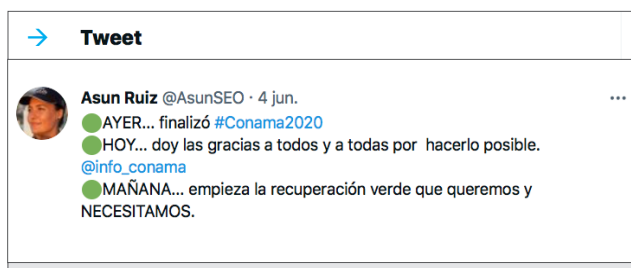 Tweet
Asun Ruiz @AsunSEO · 4 jun.
AYER... finalizó #Conama2020
HOY... doy las gracias a todos y a todas por hacerlo posible.
@info_conama
MAÑANA... empieza la recuperación verde que queremos y
NECESITAMOS.